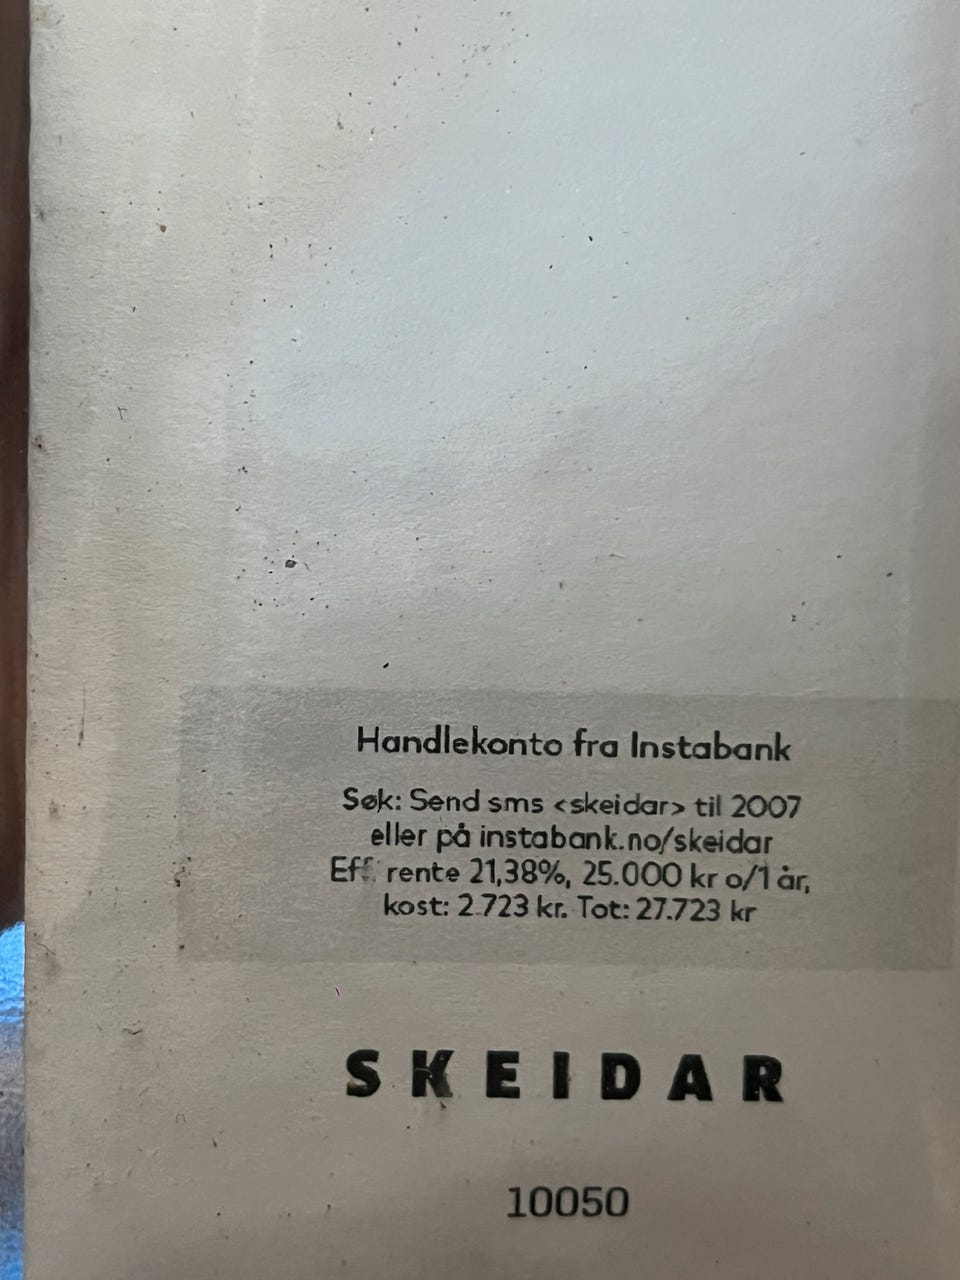 Handlekonto fra Instabank
Søk: Send sms <skeidar> til 2007
eller på instabank.no/skeidar
Eff. rente 21,38%, 25.000 kr o/1 år,
kost: 2.723 kr. Tot: 27.723 kr
SKEIDAR
10050